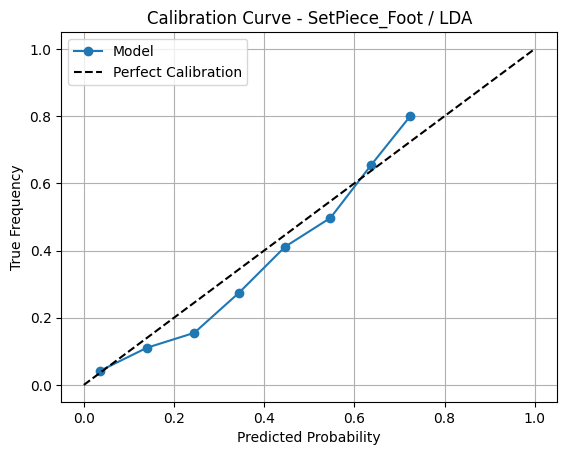 Calibration Curve - SetPiece_Foot / LDA
Model
Perfect Calibration
True Frequency
1.0
0.8
0.6
0.4
0.2
0.0
0.0 0.2 0.4 0.6 0.8 1.0
Predicted Probability